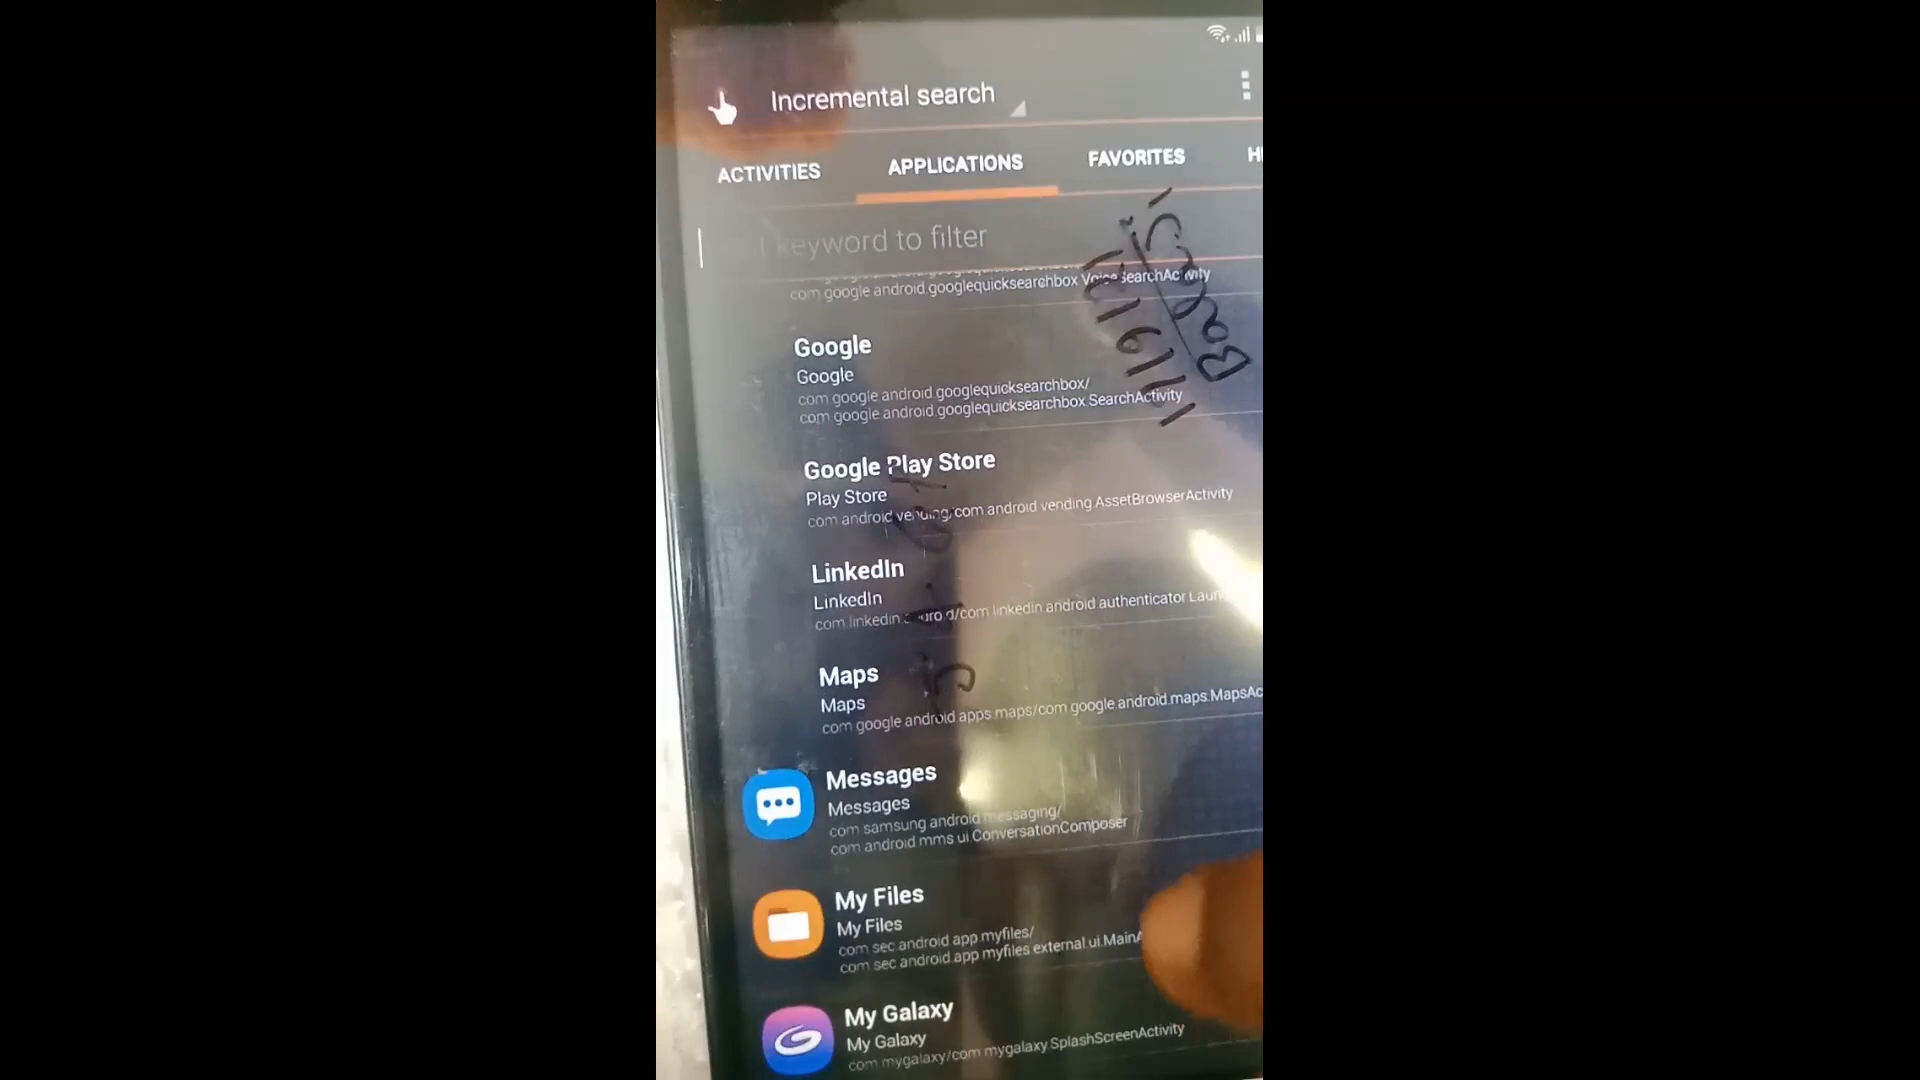 Incremental search
ACTIVITIES APPLICATIONS FAVORITES
keyword to filter
com google android googlequicksearchbox VoiceSearchActivity
Google
Google
com google android googlequicksearchbox/
com google android.googlequicksearchbox SearchActivity
Google Play Store
Play Store
com android vending/com android vending.AssetBrowserActivity
LinkedIn
LinkedIn
com linkedin android/com linkedin android authenticator
Maps
Maps
com google android apps maps/com google android.maps
Messages
Messages
com samsung android messaging/
com android mms ui.ConversationComposer
My Files
My Files
com sec android app myfiles/
com sec android app myfiles external ui
My Galaxy
My Galaxy
com mygalaxy/com mygalaxy SplashScreenActivity